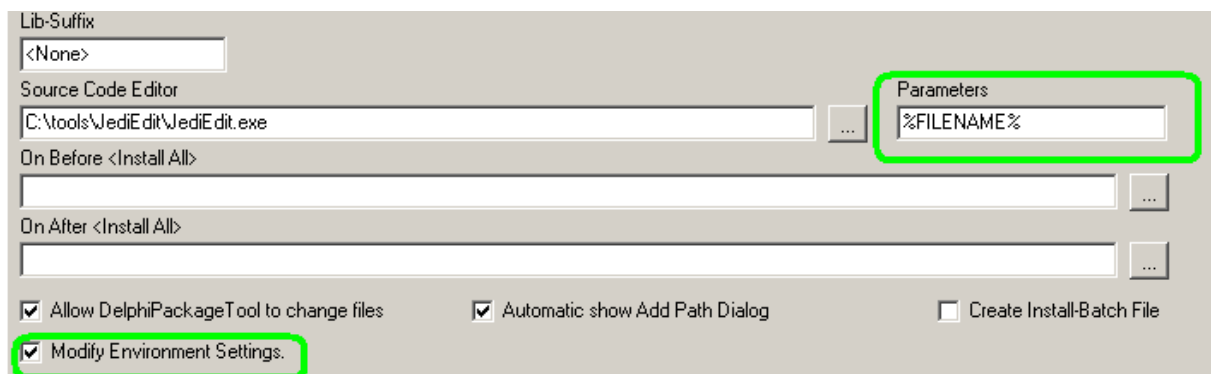 Lib-Suffix
<None>
Source Code Editor Parameters
C:\tools\JediEdit\JediEdit.exe ... %FILENAME%
On Before <Install All>
...
On After <Install All>
...
Allow DelphiPackageTool to change files Automatic show Add Path Dialog Create Install-Batch File
Modify Environment Settings.